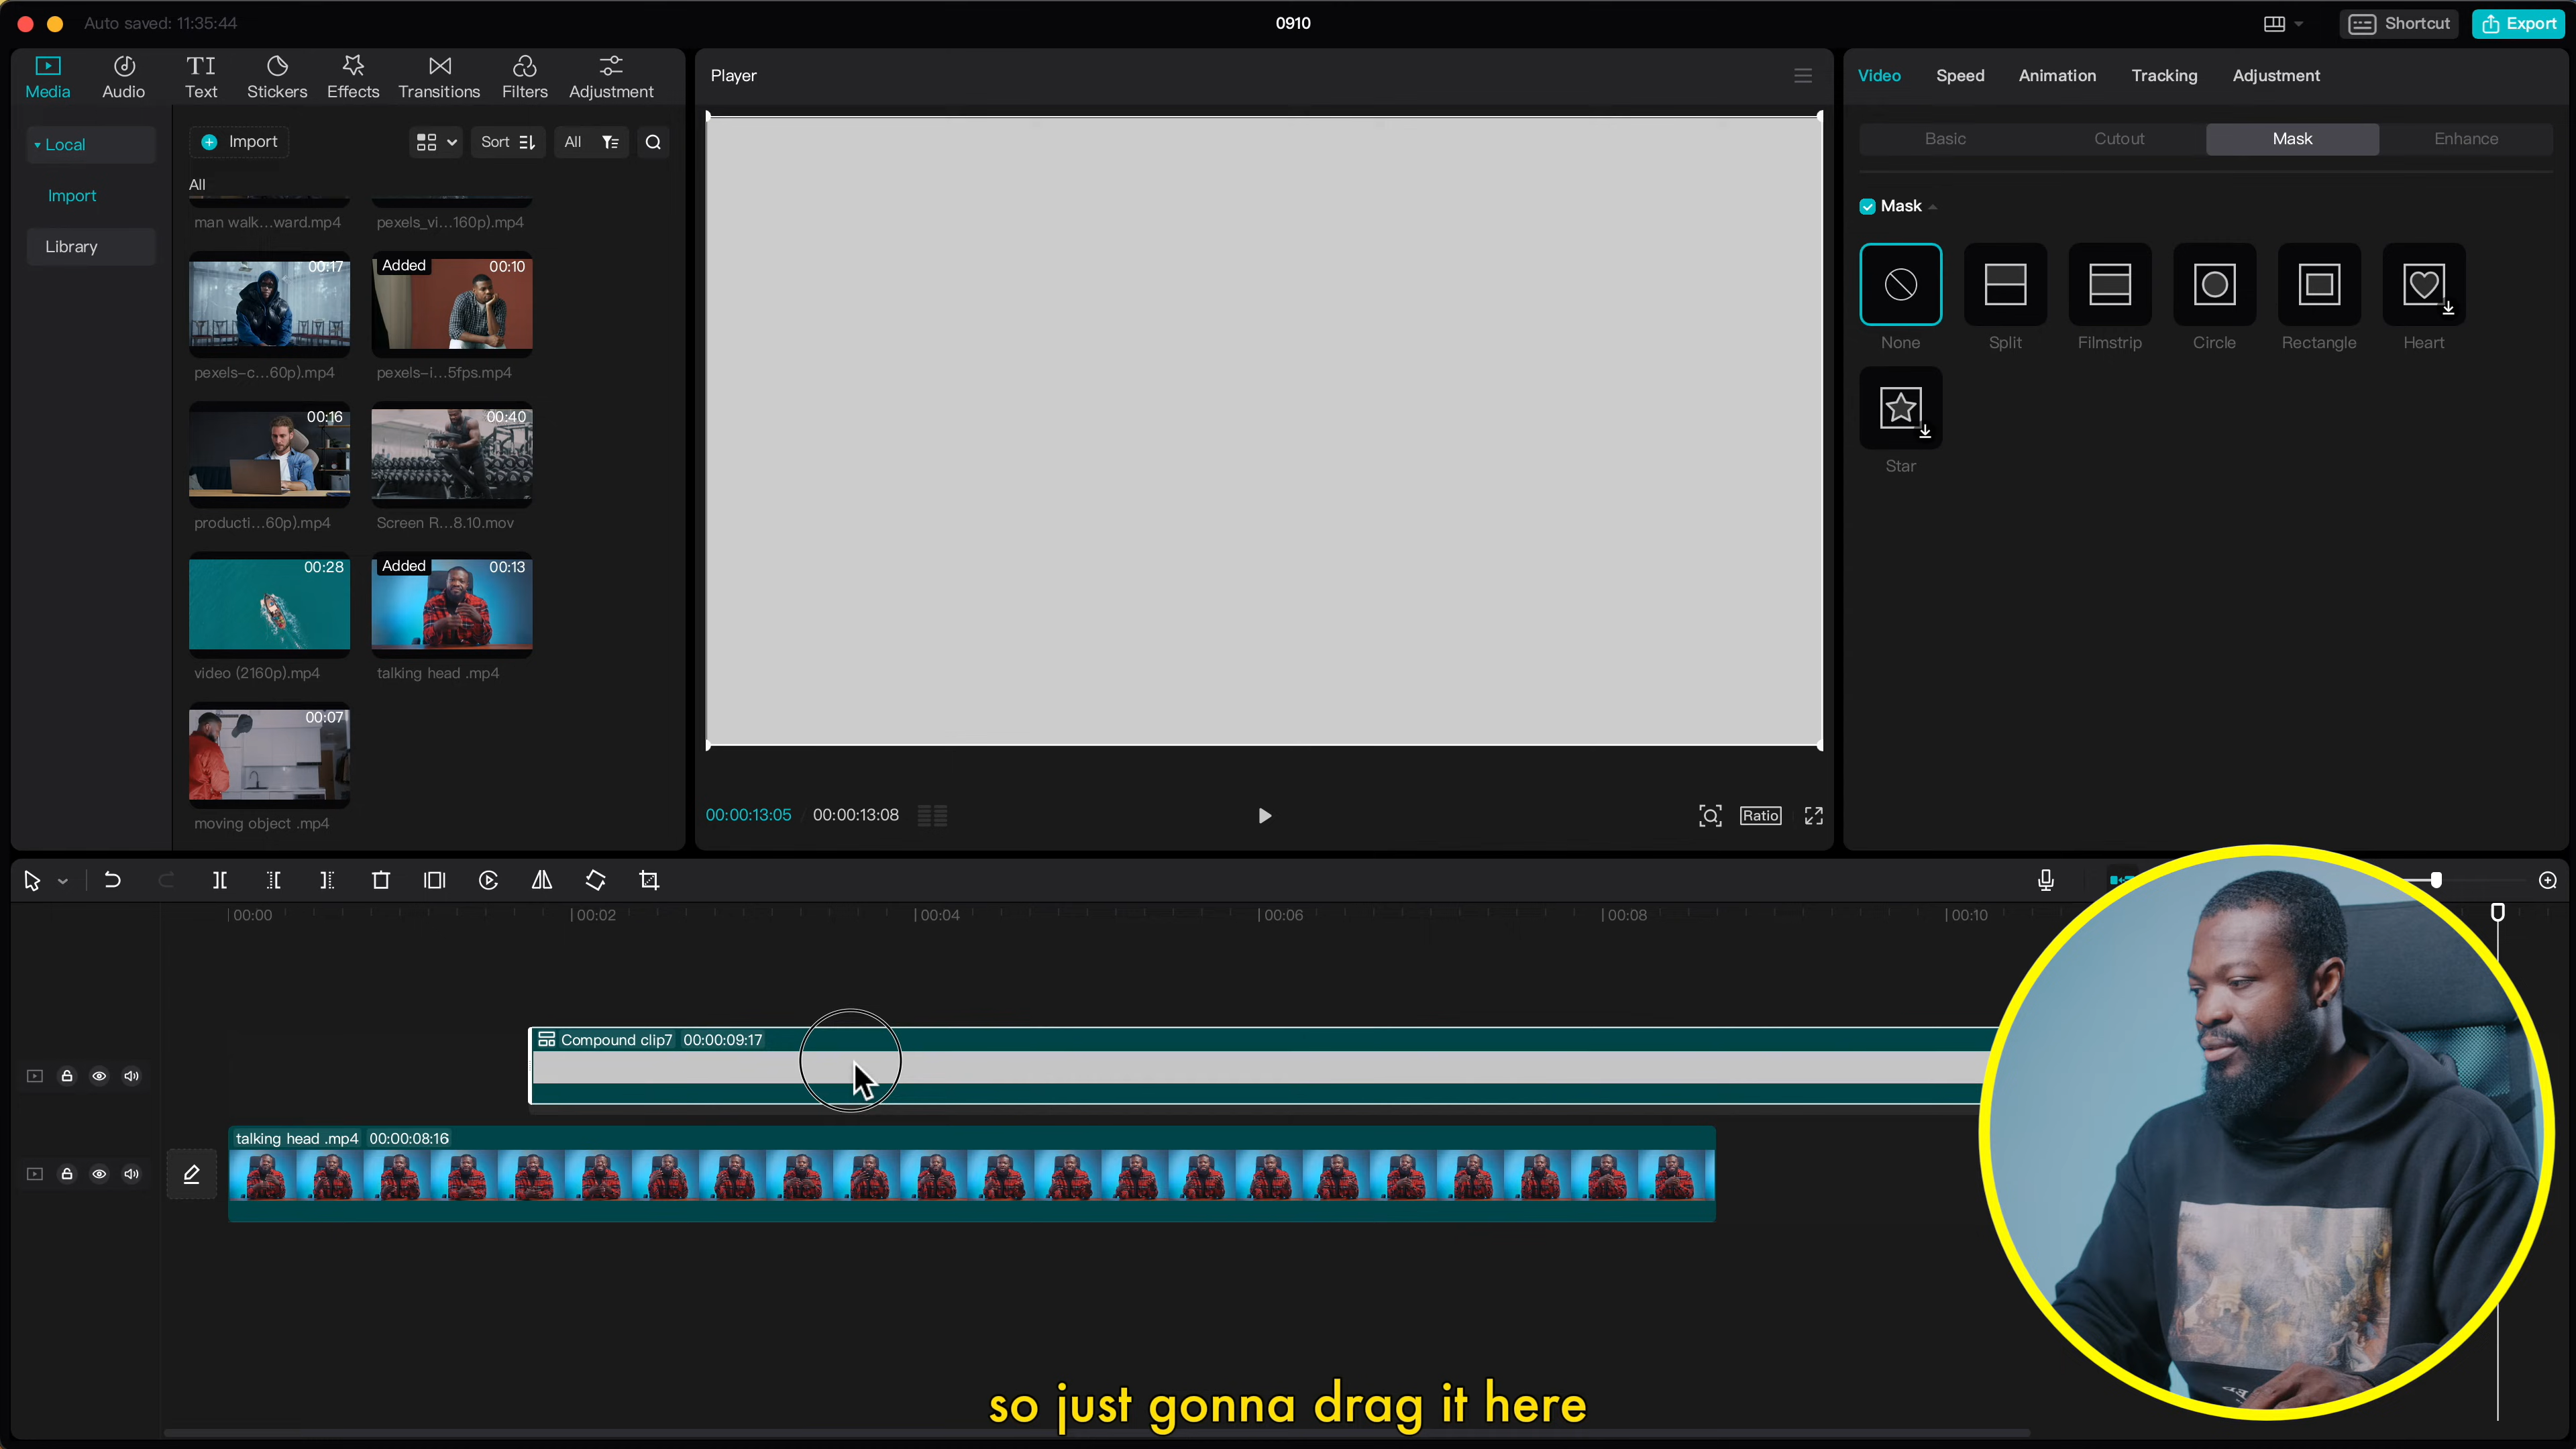 Auto saved: 11:35:44
0910
Shortcut
Export
Media
Audio
TI
Text
Stickers
Effects
Transitions
Filters
Adjustment
Local
Import
Library
Import
Sort
All
All
man walk...ward.mp4
pexels_vi...160p).mp4
00:17
pexels-c...60p).mp4
Added
00:10
pexels-i...5fps.mp4
00:16
producti...60p).mp4
00:40
Screen R...8.10.mov
00:28
video (2160p).mp4
Added
00:13
talking head .mp4
00:07
moving object .mp4
Player
00:00:13:05 / 00:00:13:08
Ratio
Video
Speed
Animation
Tracking
Adjustment
Basic
Cutout
Mask
Enhance
Mask
None
Split
Filmstrip
Circle
Rectangle
Heart
Star
00:00
00:02
00:04
00:06
00:08
00:10
Compound clip7 00:00:09:17
talking head .mp4 00:00:08:16
so just gonna drag it here